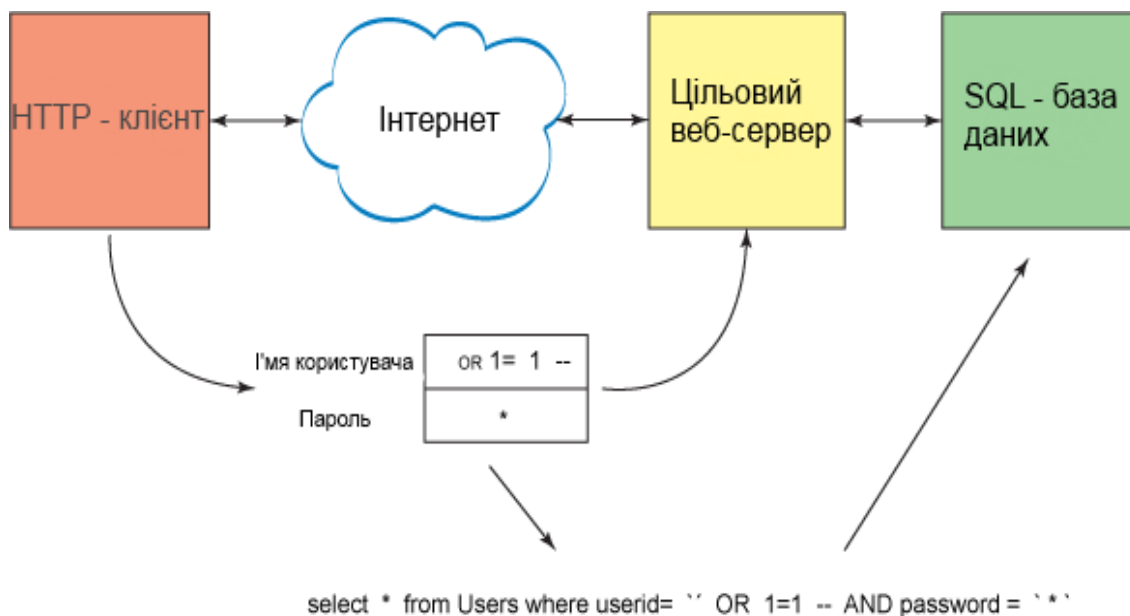 HTTP - клієнт
Інтернет
Цільовий
веб-сервер
SQL - база
даних
І'мя користувача
OR 1= 1 --
Пароль
*
select * from Users where userid= `´ OR 1=1 -- AND password = `*`